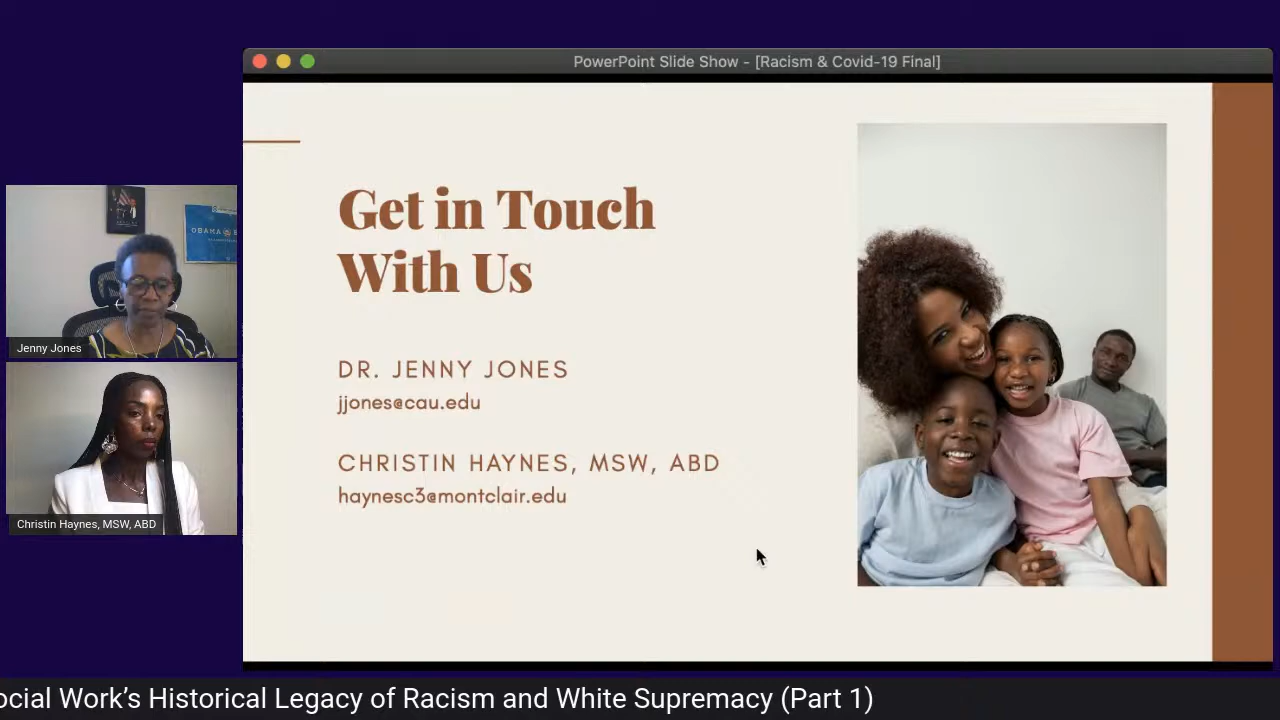 PowerPoint Slide Show - [Racism & Covid-19 Final]
Get in Touch
With Us
DR. JENNY JONES
jjones@cau.edu
CHRISTIN HAYNES, MSW, ABD
haynesc3@montclair.edu
OBAMA
Jenny Jones
Christin Haynes, MSW, ABD
ocial Work’s Historical Legacy of Racism and White Supremacy (Part 1)